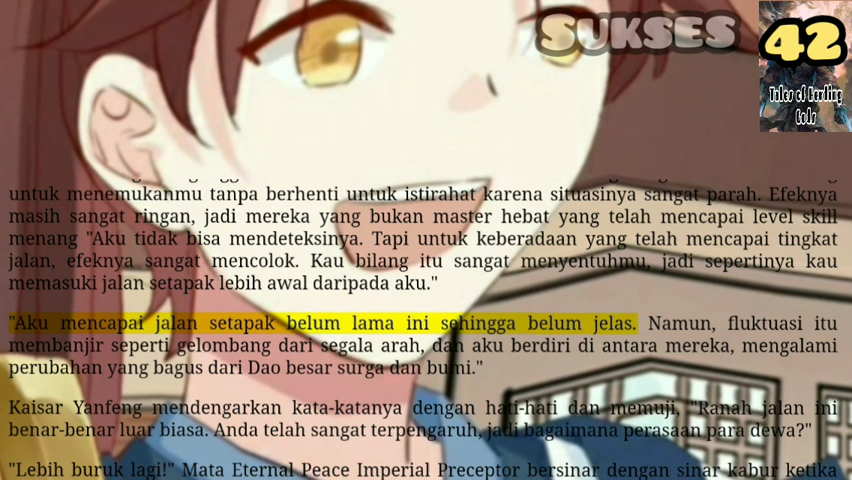 SUKSES
42
Tales of Herding
Gods
untuk menemukanmu tanpa berhenti untuk istirahat karena situasinya sangat parah. Efeknya
masih sangat ringan, jadi mereka yang bukan master hebat yang telah mencapai level skill
menang "Aku tidak bisa mendeteksinya. Tapi untuk keberadaan yang telah mencapai tingkat
jalan, efeknya sangat mencolok. Kau bilang itu sangat menyentuhmu, jadi sepertinya kau
memasuki jalan setapak lebih awal daripada aku."
"Aku mencapai jalan setapak belum lama ini sehingga belum jelas. Namun, fluktuasi itu
membanjir seperti gelombang dari segala arah, dan aku berdiri di antara mereka, mengalami
perubahan yang bagus dari Dao besar surga dan bumi."
Kaisar Yanfeng mendengarkan kata-katanya dengan hati-hati dan memuji, "Ranah jalan ini
benar-benar luar biasa. Anda telah sangat terpengaruh, jadi bagaimana perasaan para dewa?"
"Lebih buruk lagi!" Mata Eternal Peace Imperial Preceptor bersinar dengan sinar kabur ketika